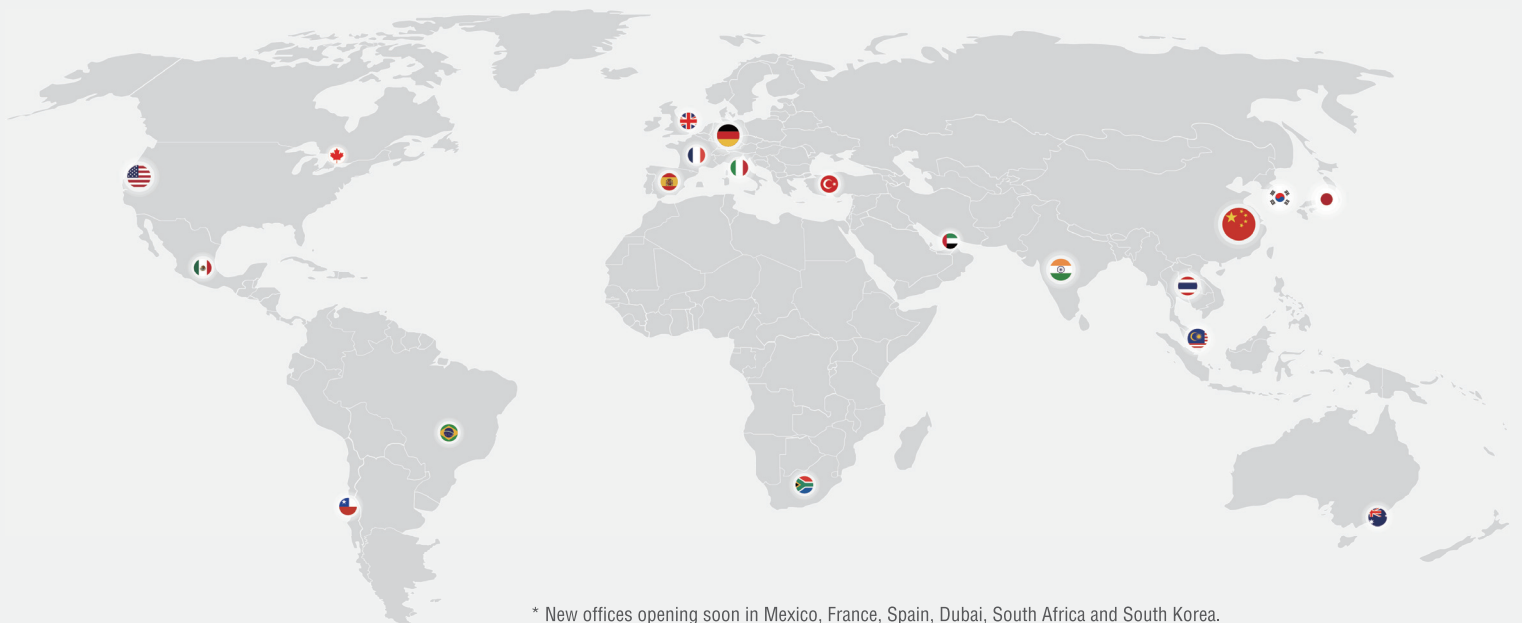 * New offices opening soon in Mexico, France, Spain, Dubai, South Africa and South Korea.